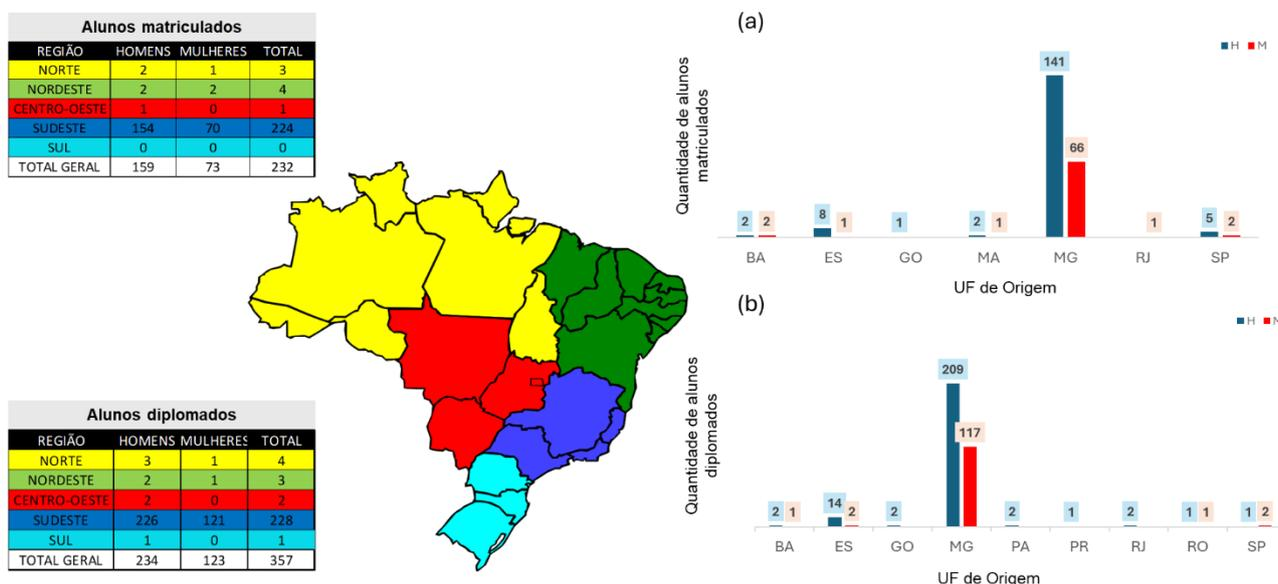 Alunos matriculados
REGIÃO HOMENS MULHERES TOTAL
NORTE 2 1 3
NORDESTE 2 2 4
CENTRO-OESTE 1 0 1
SUDESTE 154 70 224
SUL 0 0 0
TOTAL GERAL 159 73 232
Alunos diplomados
REGIÃO HOMENS MULHERES TOTAL
NORTE 3 1 4
NORDESTE 2 1 3
CENTRO-OESTE 2 0 2
SUDESTE 226 121 228
SUL 1 0 1
TOTAL GERAL 234 123 357
(a)
H M
Quantidade de alunos
matriculados
141
66
2 2 8 1 1 2 1 1 5 2
BA ES GO MA MG RJ SP
UF de Origem
(b)
H M
Quantidade de alunos
diplomados
209
117
2 1 14 2 2 2 1 2 1 1 1 2
BA ES GO MG PA PR RJ RO SP
UF de Origem